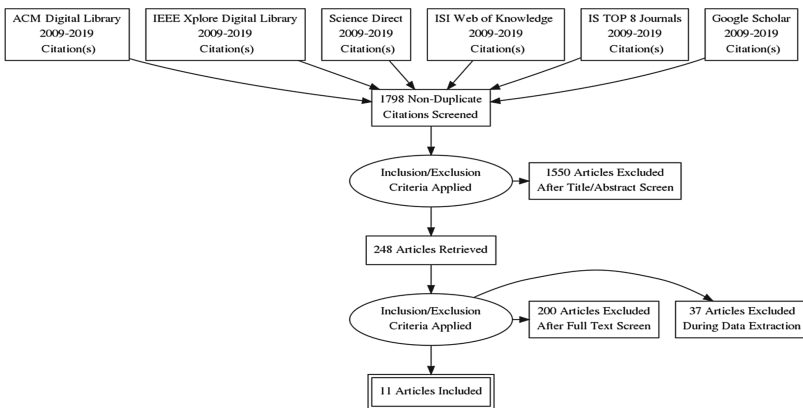 ACM Digital Library
2009-2019
Citation(s)
IEEE Xplore Digital Library
2009-2019
Citation(s)
Science Direct
2009-2019
Citation(s)
ISI Web of Knowledge
2009-2019
Citation(s)
IS TOP 8 Journals
2009-2019
Citation(s)
Google Scholar
2009-2019
Citation(s)
1798 Non-Duplicate
Citations Screened
Inclusion/Exclusion
Criteria Applied
1550 Articles Excluded
After Title/Abstract Screen
248 Articles Retrieved
Inclusion/Exclusion
Criteria Applied
200 Articles Excluded
After Full Text Screen
37 Articles Excluded
During Data Extraction
11 Articles Included